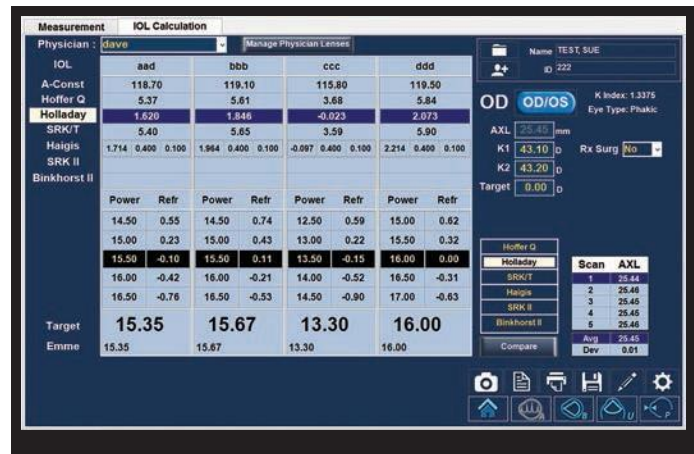 Measurement IOL Calculation
Physician : dave Manage Physician Lenses
IOL aad bbb ccc ddd
A-Const 118.70 119.10 115.80 119.50
Hoffer Q 5.37 5.61 3.68 5.84
Holladay 1.620 1.846 -0.023 2.073
SRK/T 5.40 5.65 3.59 5.90
Haigis 1.714 0.400 0.100 1.964 0.400 0.100 -0.097 0.400 0.100 2.214 0.400 0.100
SRK II
Binkhorst II
Power Refr Power Refr Power Refr Power Refr
14.50 0.55 14.50 0.74 12.50 0.59 15.00 0.62
15.00 0.23 15.00 0.43 13.00 0.22 15.50 0.32
15.50 -0.10 15.50 0.11 13.50 -0.15 16.00 0.00
16.00 -0.42 16.00 -0.21 14.00 -0.52 16.50 -0.31
16.50 -0.76 16.50 -0.53 14.50 -0.90 17.00 -0.63
Target 15.35 15.67 13.30 16.00
Emme 15.35 15.67 13.30 16.00
Name TEST, SUE
ID 222
OD OD/OS K Index: 1.3375
Eye Type: Phakic
AXL 25.45 mm
K1 43.10 D Rx Surg No
K2 43.20 D
Target 0.00 D
Hoffer Q
Holladay
SRK/T
Haigis
SRK II
Binkhorst II
Compare
Scan AXL
1 25.44
2 25.46
3 25.45
4 25.45
5 25.46
Avg 25.45
Dev 0.01
A B U P